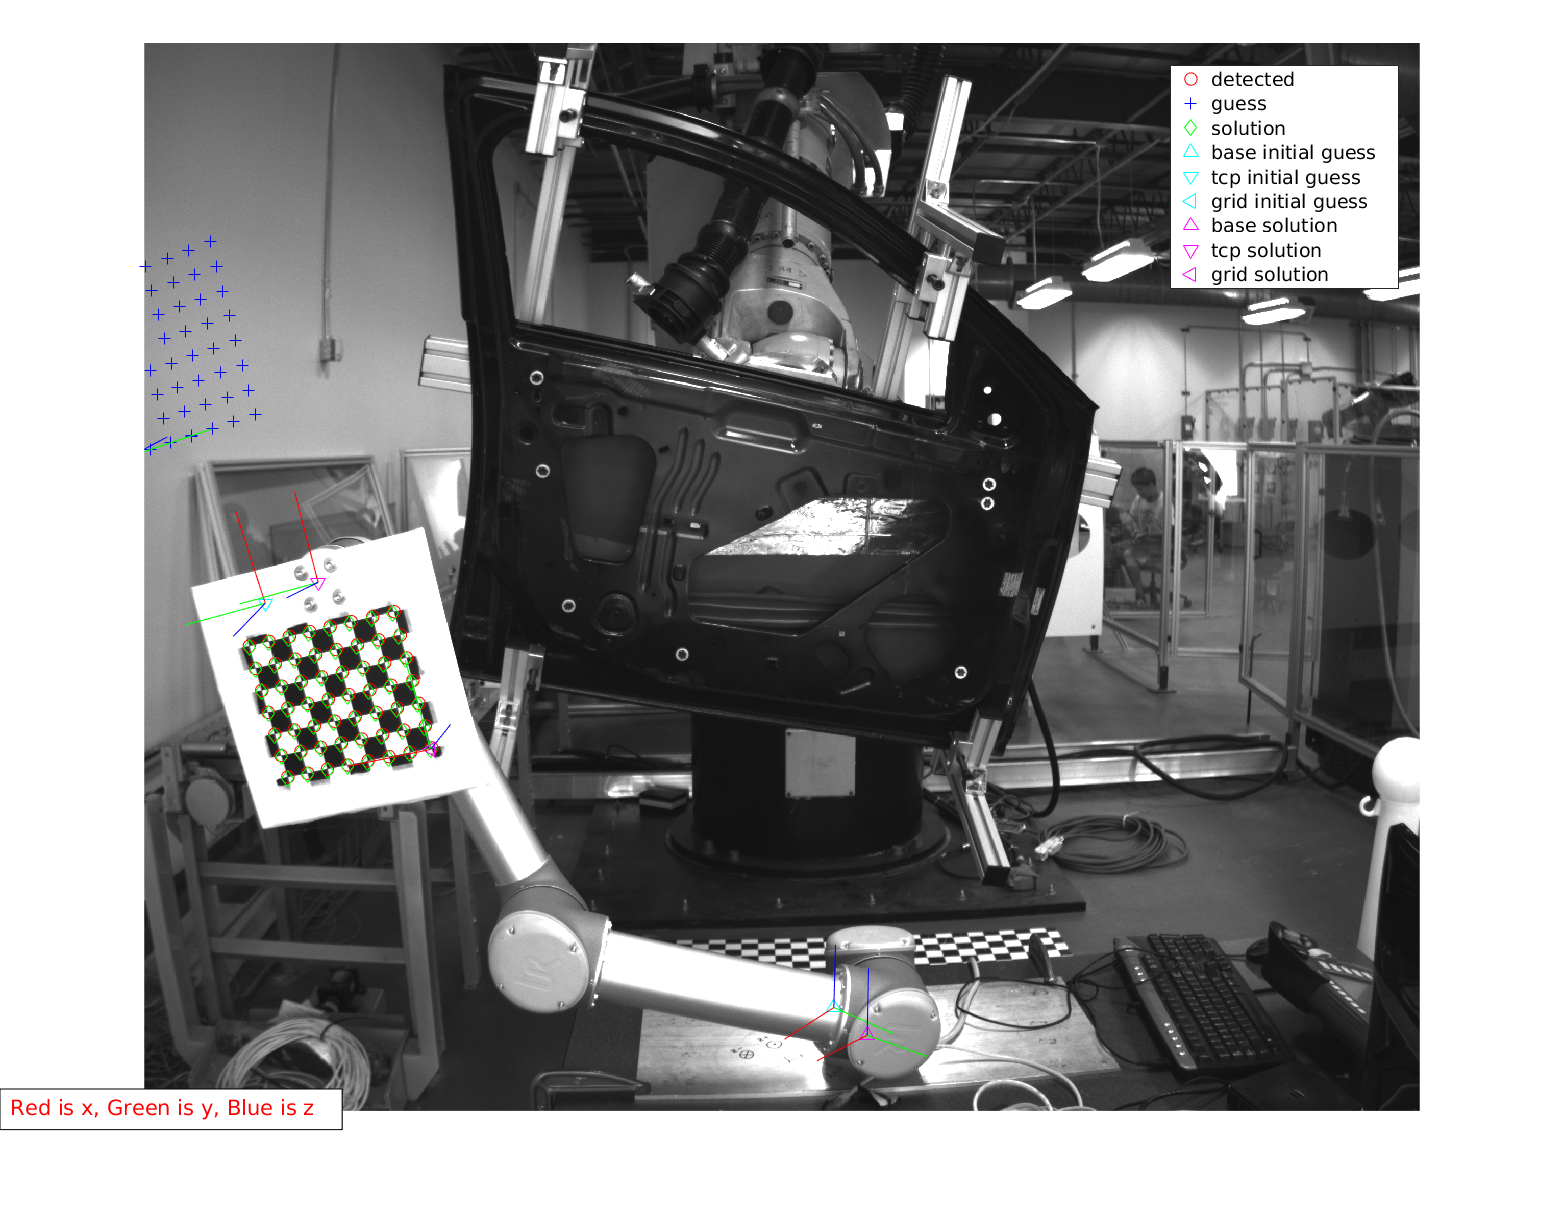 detected
guess
solution
base initial guess
tcp initial guess
grid initial guess
base solution
tcp solution
grid solution
Red is x, Green is y, Blue is z